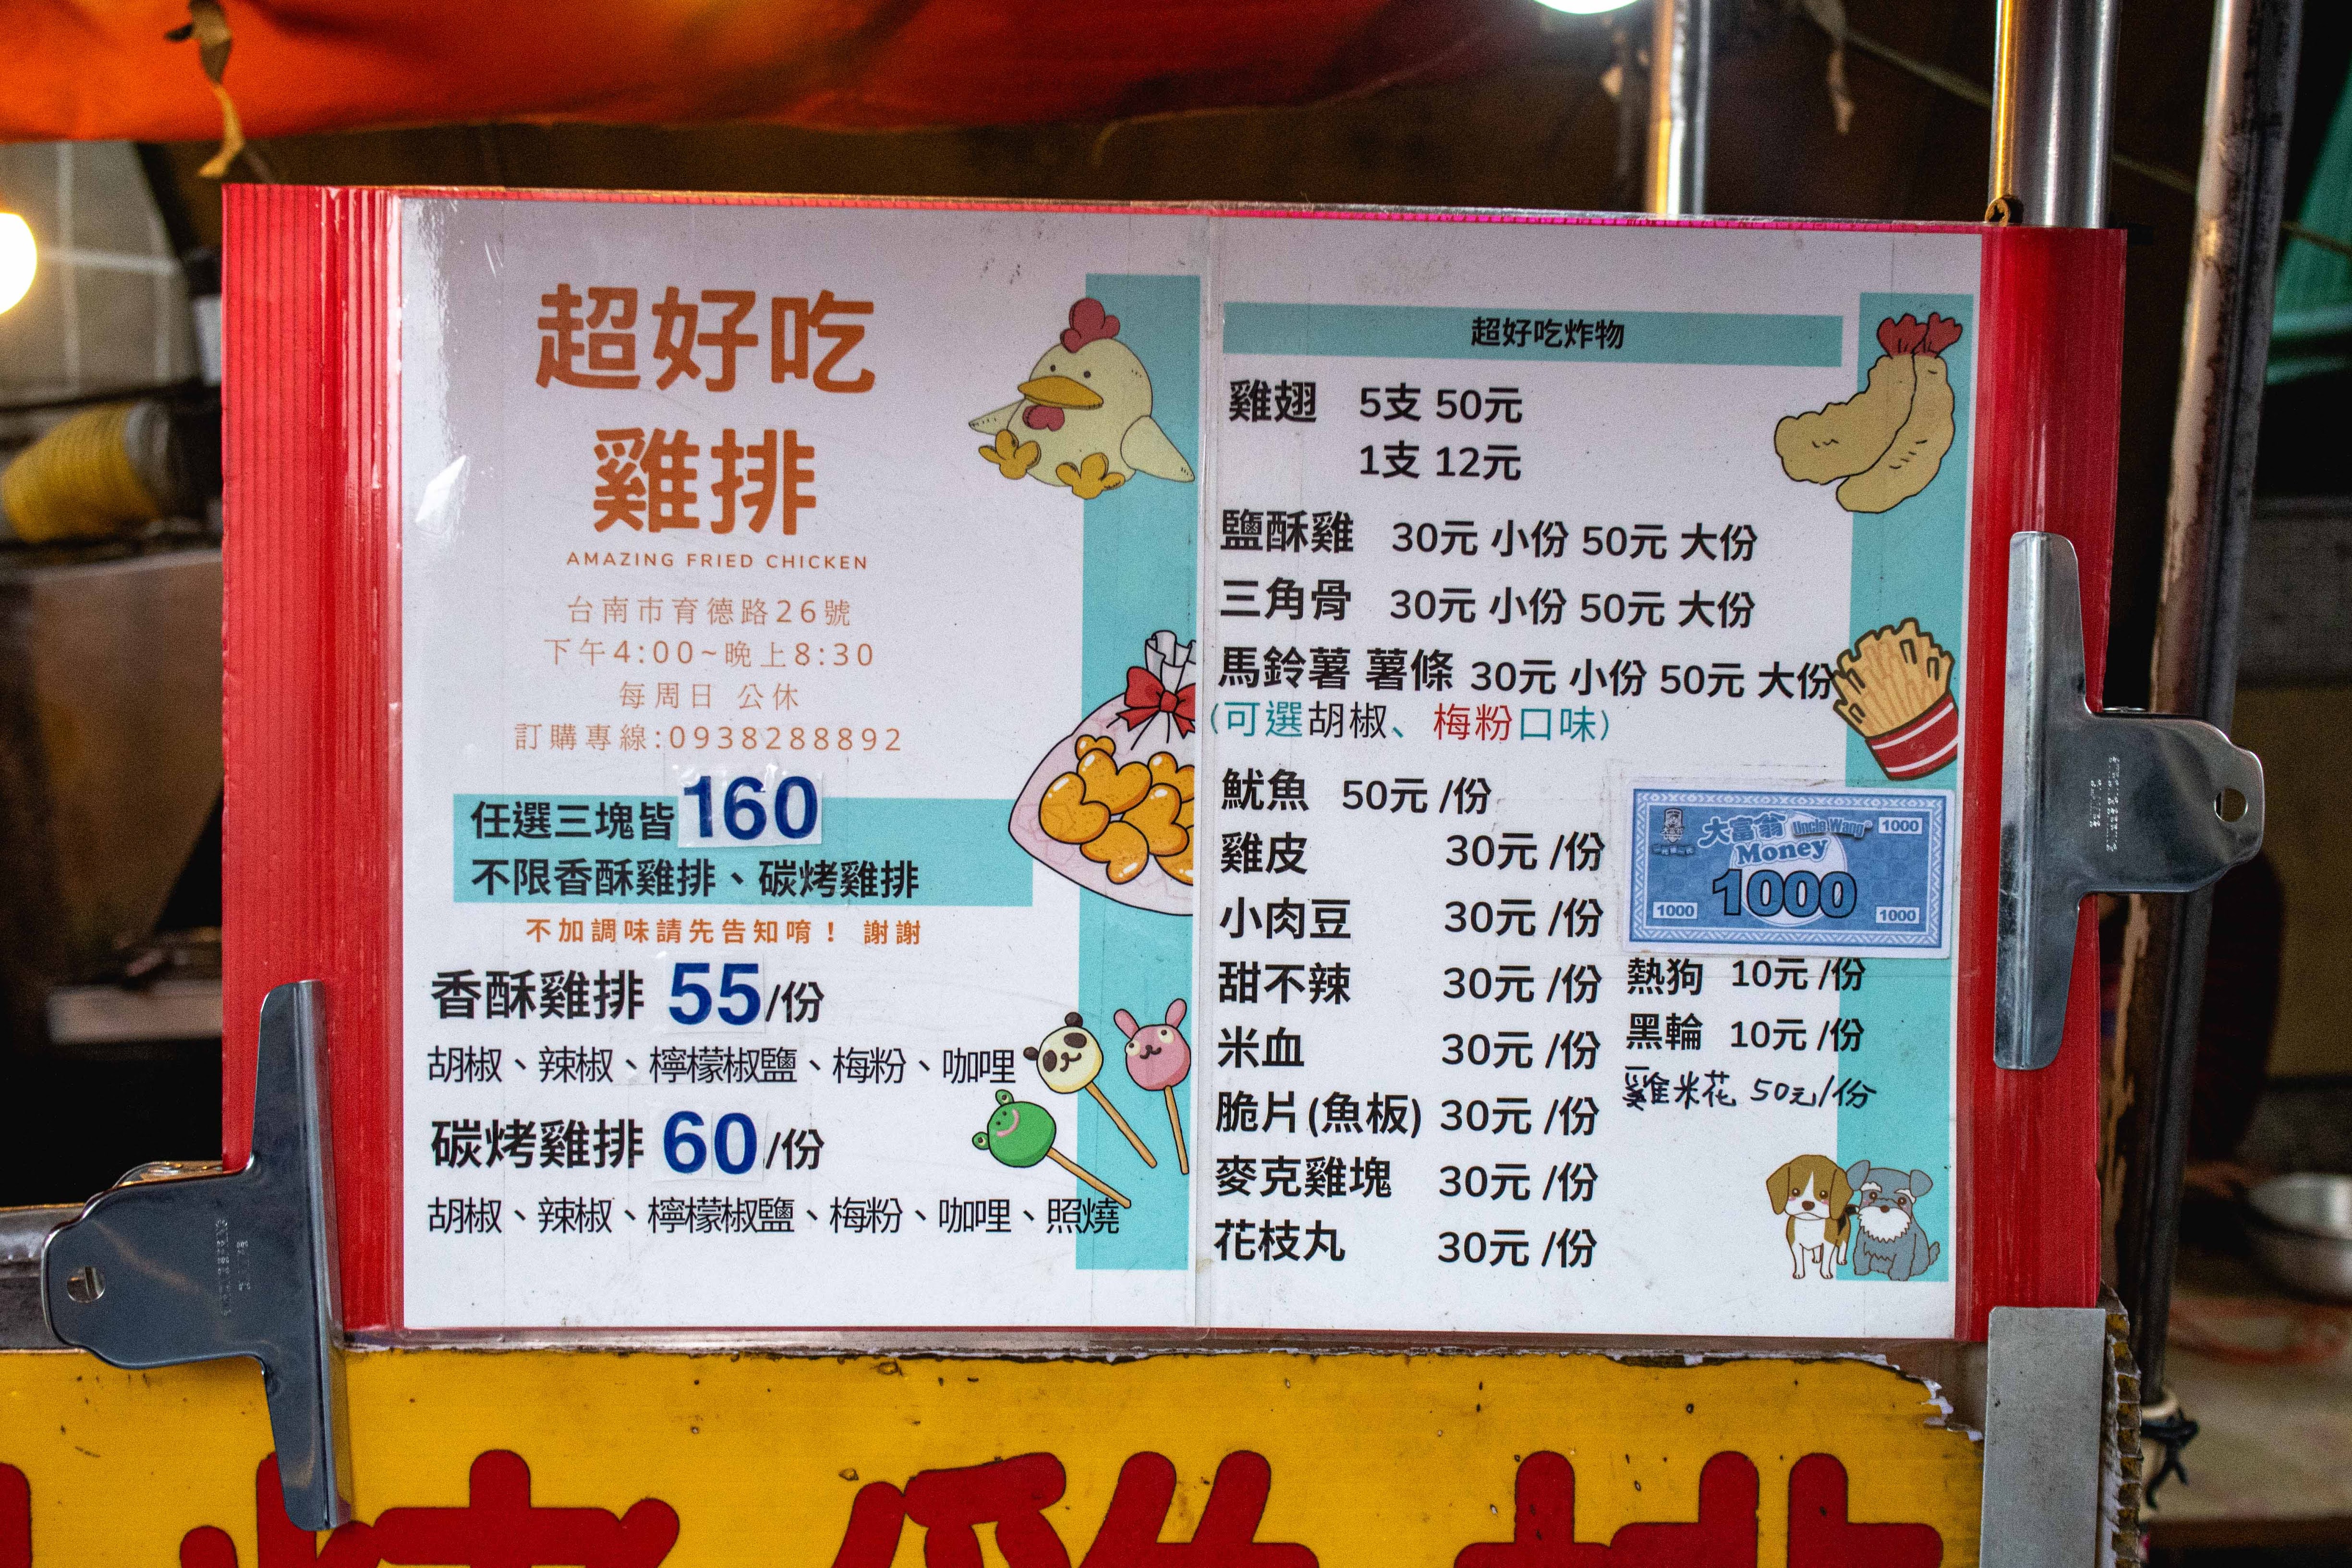 超好吃
雞排
AMAZING FRIED CHICKEN
台南市育德路26號
下午4:00~晚上8:30
每周日 公休
訂購專線:0938288892
任選三塊皆160
不限香酥雞排、碳烤雞排
不加調味請先告知唷！ 謝謝
香酥雞排 55/份
胡椒、辣椒、檸檬椒鹽、梅粉、咖哩
碳烤雞排 60/份
胡椒、辣椒、檸檬椒鹽、梅粉、咖哩、照燒
超好吃炸物
雞翅 5支 50元
1支 12元
鹽酥雞 30元 小份 50元 大份
三角骨 30元 小份 50元 大份
馬鈴薯 薯條 30元 小份 50元 大份
(可選胡椒、梅粉口味)
魷魚 50元 /份
雞皮 30元 /份
小肉豆 30元 /份
甜不辣 30元 /份
米血 30元 /份
脆片(魚板) 30元 /份
麥克雞塊 30元 /份
花枝丸 30元 /份
大富翁 Uncle Wang® 1000
Money
1000
1000 1000
熱狗 10元 /份
黑輪 10元 /份
雞米花 50元/份